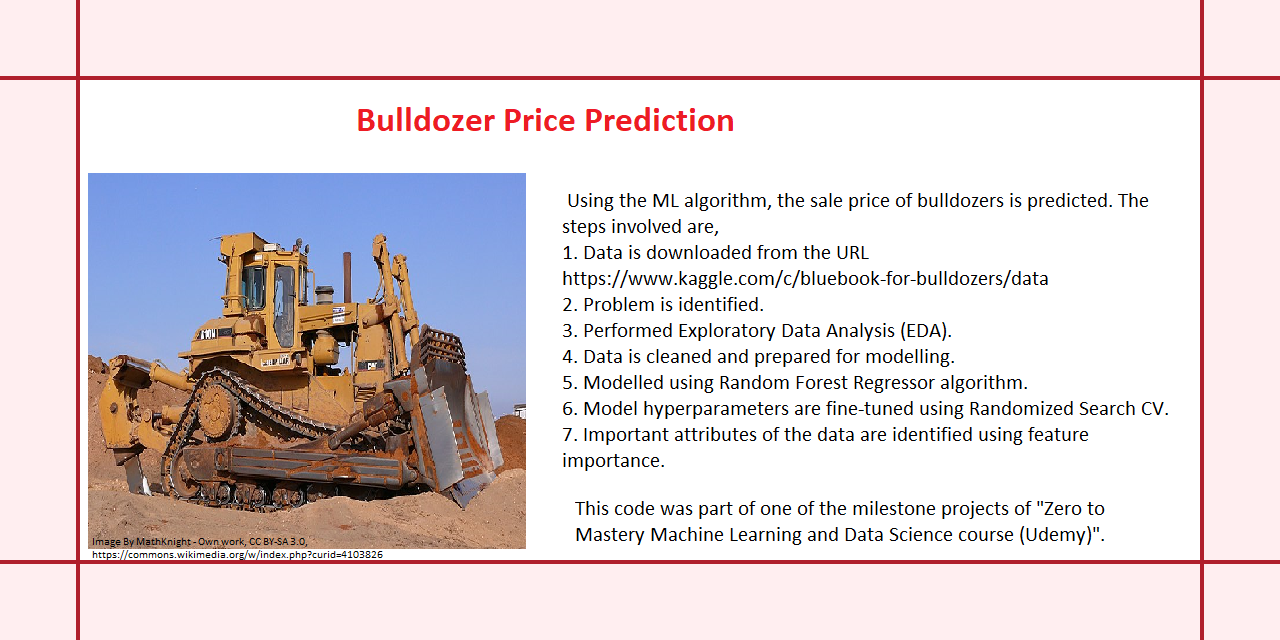 Bulldozer Price Prediction
Using the ML algorithm, the sale price of bulldozers is predicted. The
steps involved are,
1. Data is downloaded from the URL
https://www.kaggle.com/c/bluebook-for-bulldozers/data
2. Problem is identified.
3. Performed Exploratory Data Analysis (EDA).
4. Data is cleaned and prepared for modelling.
5. Modelled using Random Forest Regressor algorithm.
6. Model hyperparameters are fine-tuned using Randomized Search CV.
7. Important attributes of the data are identified using feature
importance.
This code was part of one of the milestone projects of "Zero to
Mastery Machine Learning and Data Science course (Udemy)".
Image By MathKnight - Own work, CC BY-SA 3.0,
https://commons.wikimedia.org/w/index.php?curid=4103826